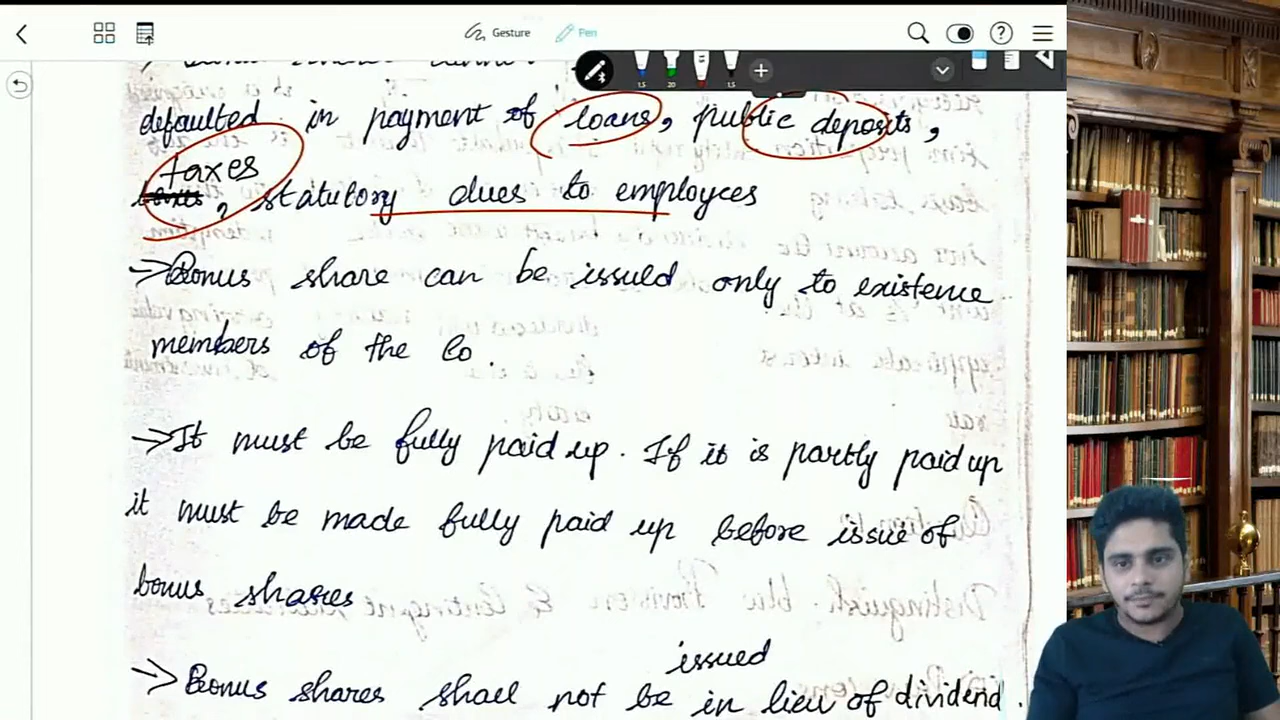 Gesture
Pen
defaulted in payment of loans, public deposits,
taxes
, statutory dues to employees
→ Bonus share can be issued only to existence
members of the Co.
→ It must be fully paid up. If it is partly paid up
it must be made fully paid up before issue of
bonus shares
issued
→ Bonus shares shall not be in lieu of dividend.